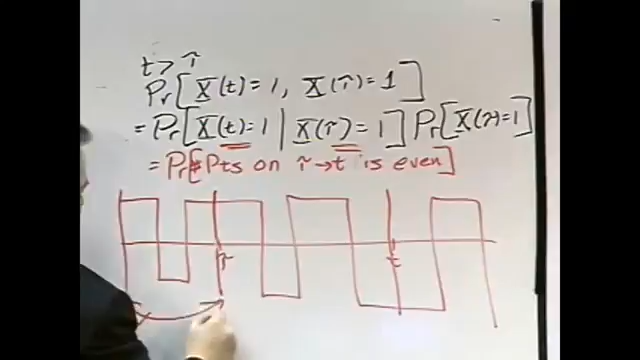 t > τ
Pr[X(t)=1, X(τ)=1]
=Pr[X(t)=1 | X(τ)=1] Pr[X(τ)=1]
=Pr[#Pts on τ→t is even]
τ
t